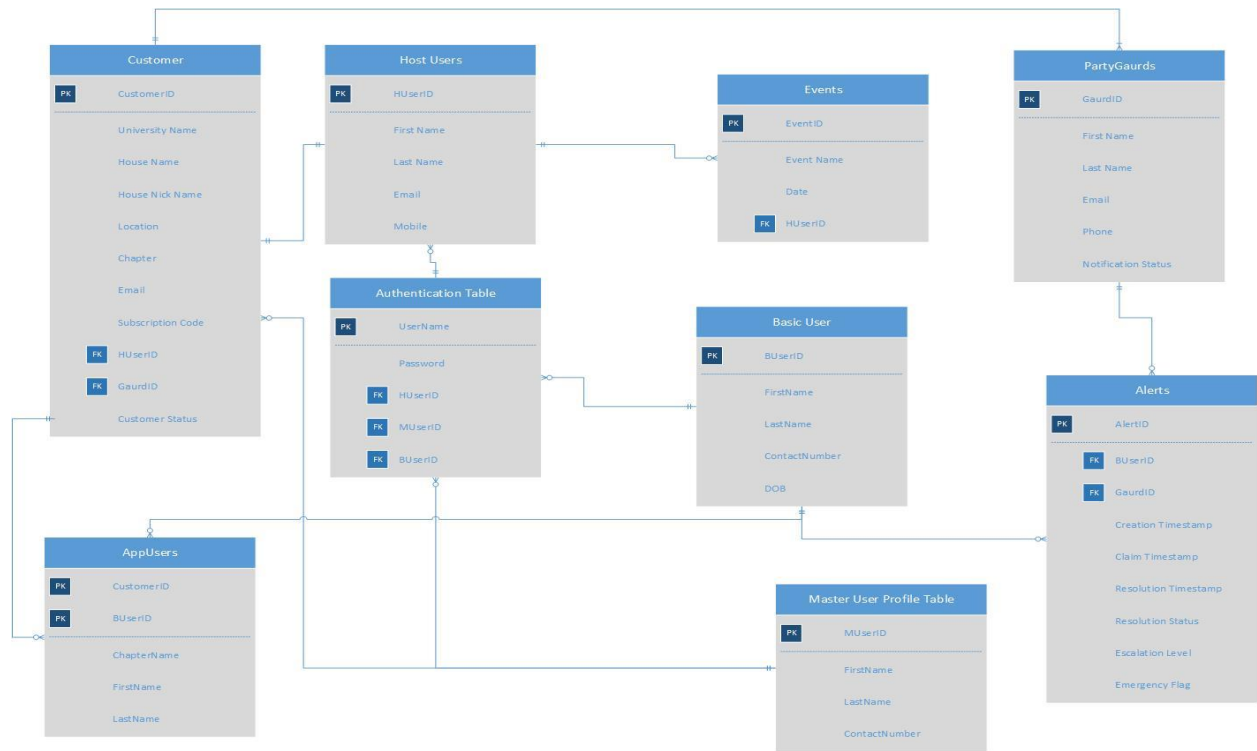 Customer
PK CustomerID
University Name
House Name
House Nick Name
Location
Chapter
Email
Subscription Code
FK HUserID
FK GaurdID
Customer Status
Host Users
PK HUserID
First Name
Last Name
Email
Mobile
Events
PK EventID
Event Name
Date
FK HUserID
PartyGaurds
PK GaurdID
First Name
Last Name
Email
Phone
Notification Status
Authentication Table
PK UserName
Password
FK HUserID
FK MUserID
FK BUserID
Basic User
PK BUserID
FirstName
LastName
ContactNumber
DOB
Alerts
PK AlertID
FK BUserID
FK GaurdID
Creation Timestamp
Claim Timestamp
Resolution Timestamp
Resolution Status
Escalation Level
Emergency Flag
AppUsers
PK CustomerID
PK BUserID
ChapterName
FirstName
LastName
Master User Profile Table
PK MUserID
FirstName
LastName
ContactNumber